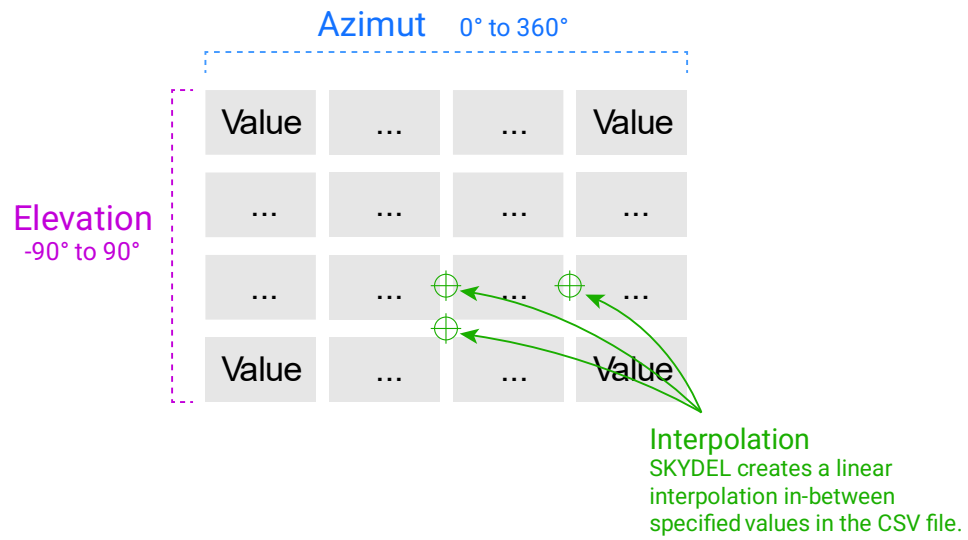 Azimut 0° to 360°
Value ... ... Value
Elevation
-90° to 90°
... ... ... ...
... ... ... ...
Value ... ... Value
Interpolation
SKYDEL creates a linear
interpolation in-between
specified values in the CSV file.